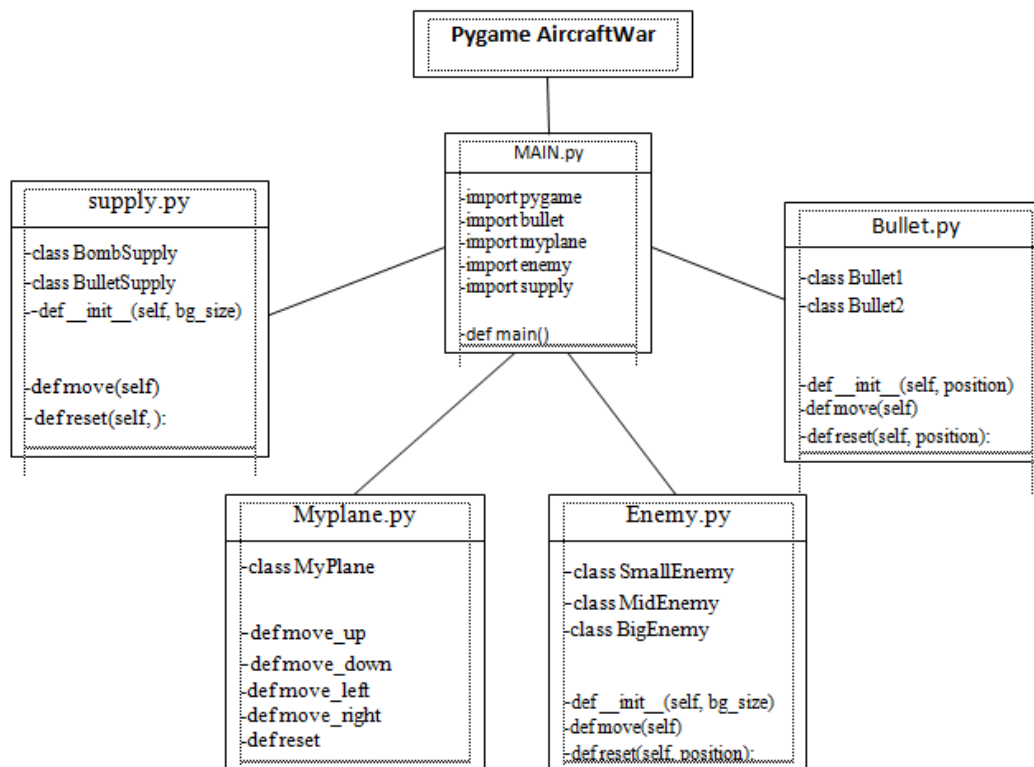 Pygame AircraftWar
MAIN.py
-import pygame
-import bullet
-import myplane
-import enemy
-import supply
-def main()
supply.py
-class BombSupply
-class BulletSupply
--def __init__(self, bg_size)
-def move(self)
-def reset(self, ):
Bullet.py
-class Bullet1
-class Bullet2
-def __init__(self, position)
-def move(self)
-def reset(self, position):
Myplane.py
-class MyPlane
-def move_up
-def move_down
-def move_left
-def move_right
-def reset
Enemy.py
-class SmallEnemy
-class MidEnemy
-class BigEnemy
-def __init__(self, bg_size)
-def move(self)
-def reset(self, position):